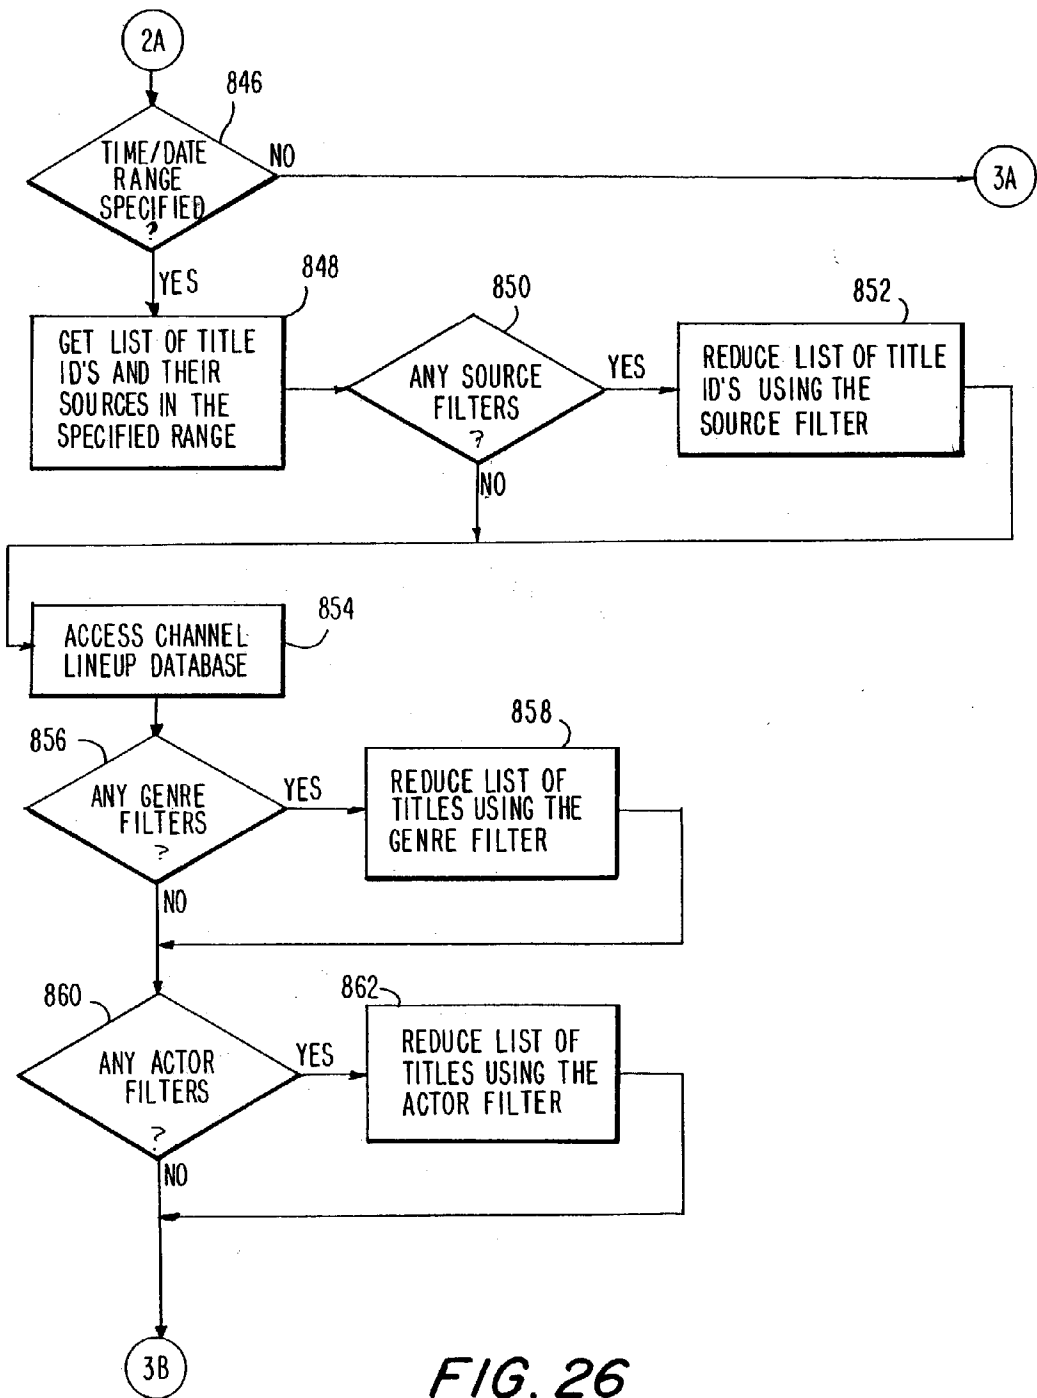 2A
846
TIME/DATE
RANGE
SPECIFIED
?
NO
3A
YES
848
GET LIST OF TITLE
ID'S AND THEIR
SOURCES IN THE
SPECIFIED RANGE
850
ANY SOURCE
FILTERS
?
YES
NO
852
REDUCE LIST OF TITLE
ID'S USING THE
SOURCE FILTER
854
ACCESS CHANNEL
LINEUP DATABASE
856
ANY GENRE
FILTERS
?
YES
NO
858
REDUCE LIST OF
TITLES USING THE
GENRE FILTER
860
ANY ACTOR
FILTERS
?
YES
NO
862
REDUCE LIST OF
TITLES USING THE
ACTOR FILTER
3B
FIG. 26